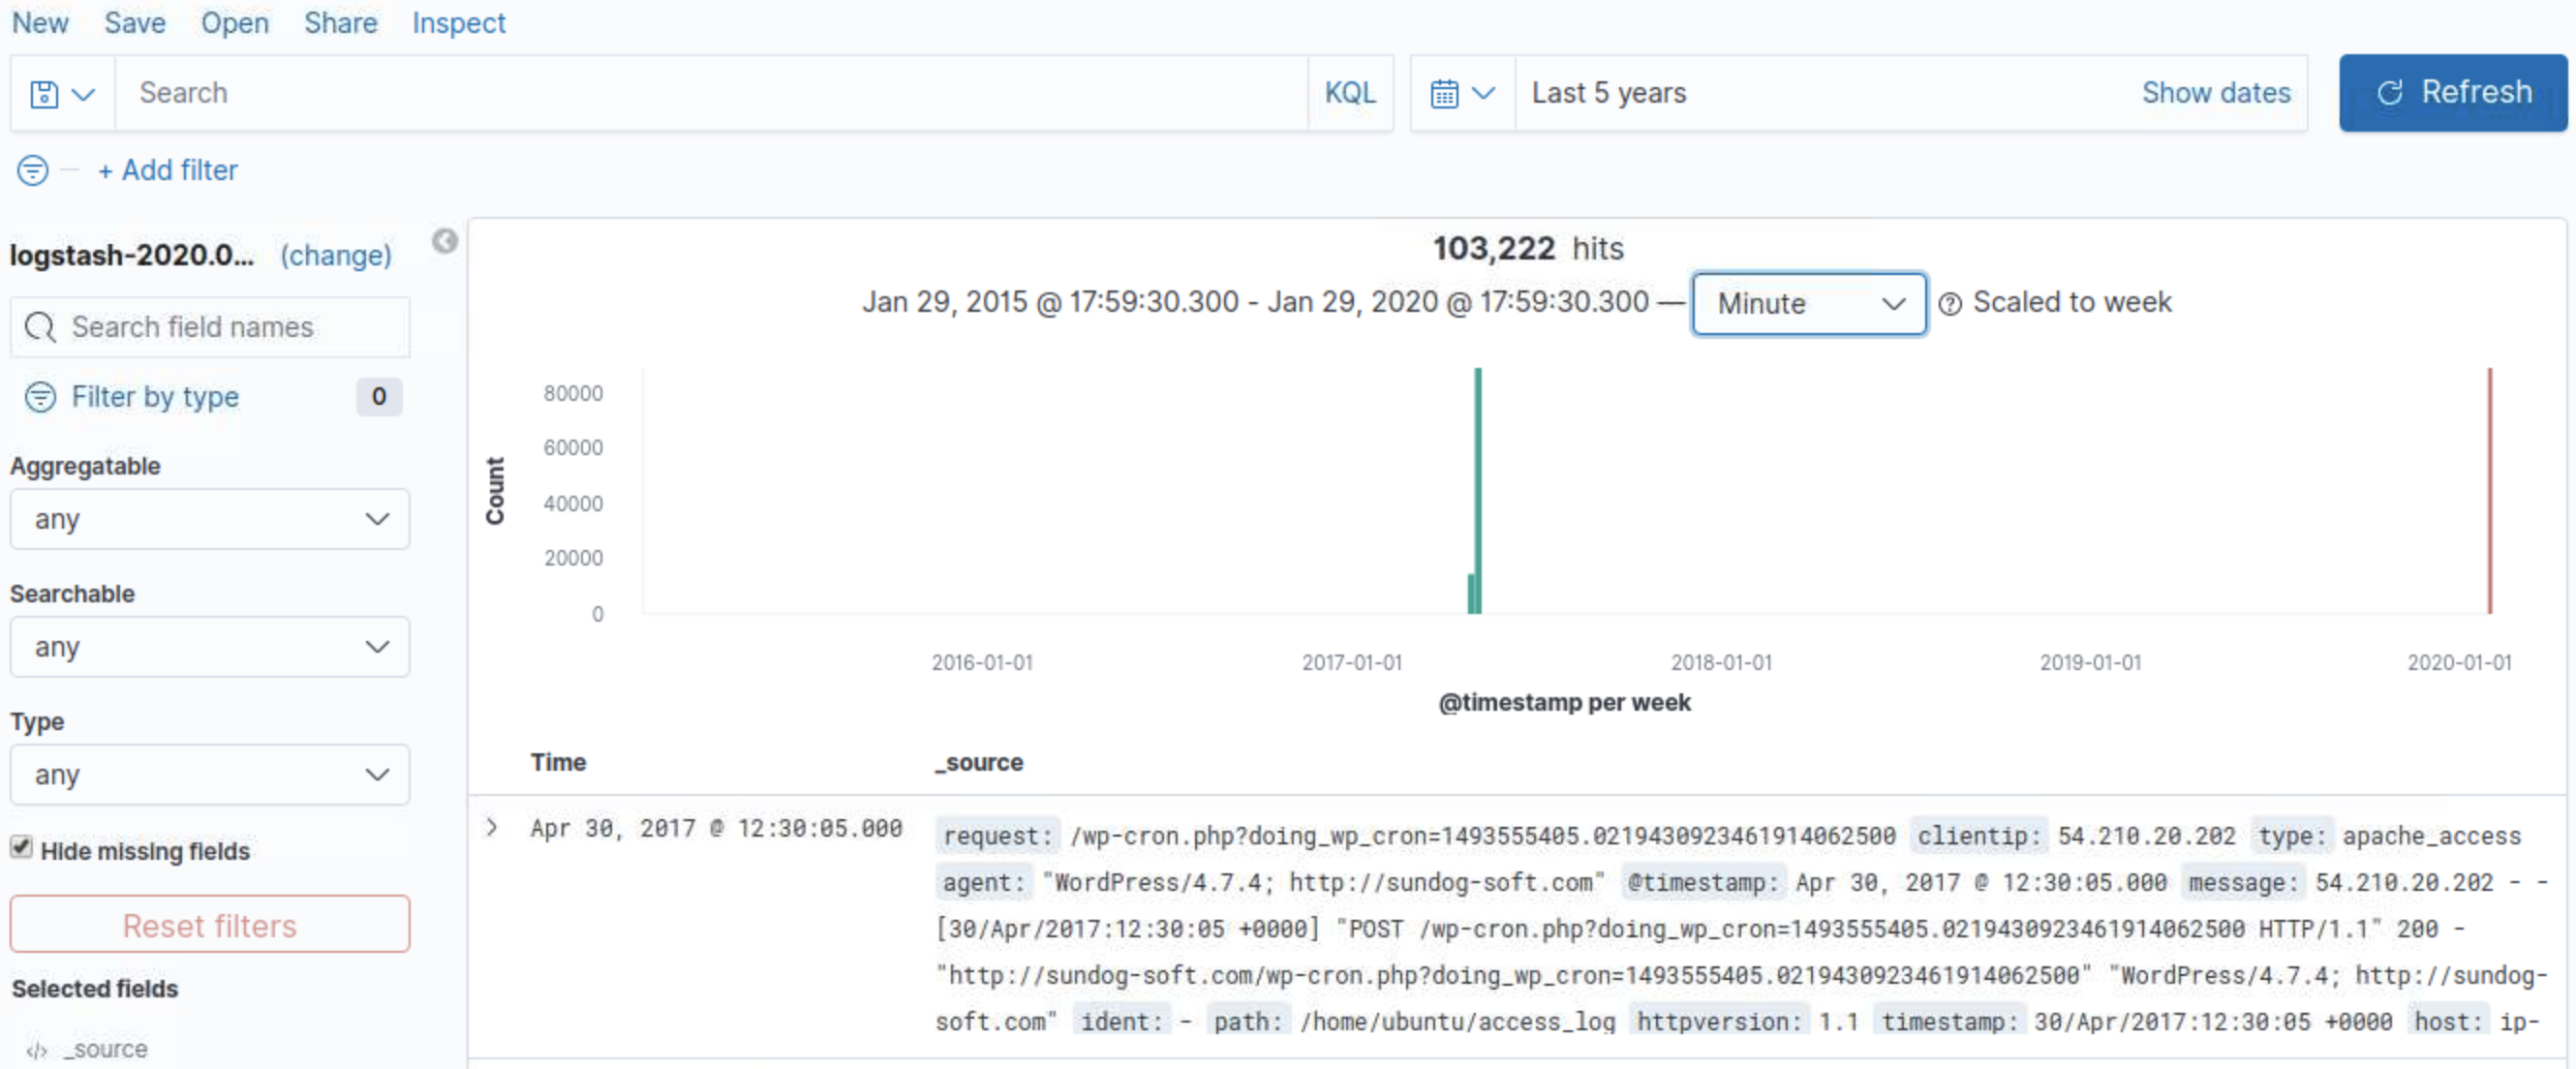 New Save Open Share Inspect
Search KQL Last 5 years Show dates Refresh
+ Add filter
logstash-2020.0... (change)
Search field names
Filter by type 0
Aggregatable
any
Searchable
any
Type
any
Hide missing fields
Reset filters
Selected fields
</> _source
103,222 hits
Jan 29, 2015 @ 17:59:30.300 - Jan 29, 2020 @ 17:59:30.300 — Minute Scaled to week
Count
80000
60000
40000
20000
0
2016-01-01 2017-01-01 2018-01-01 2019-01-01 2020-01-01
@timestamp per week
Time _source
Apr 30, 2017 @ 12:30:05.000
request: /wp-cron.php?doing_wp_cron=1493555405.0219430923461914062500 clientip: 54.210.20.202 type: apache_access
agent: "WordPress/4.7.4; http://sundog-soft.com" @timestamp: Apr 30, 2017 @ 12:30:05.000 message: 54.210.20.202 - -
[30/Apr/2017:12:30:05 +0000] "POST /wp-cron.php?doing_wp_cron=1493555405.0219430923461914062500 HTTP/1.1" 200 -
"http://sundog-soft.com/wp-cron.php?doing_wp_cron=1493555405.0219430923461914062500" "WordPress/4.7.4; http://sundog-
soft.com" ident: - path: /home/ubuntu/access_log httpversion: 1.1 timestamp: 30/Apr/2017:12:30:05 +0000 host: ip-